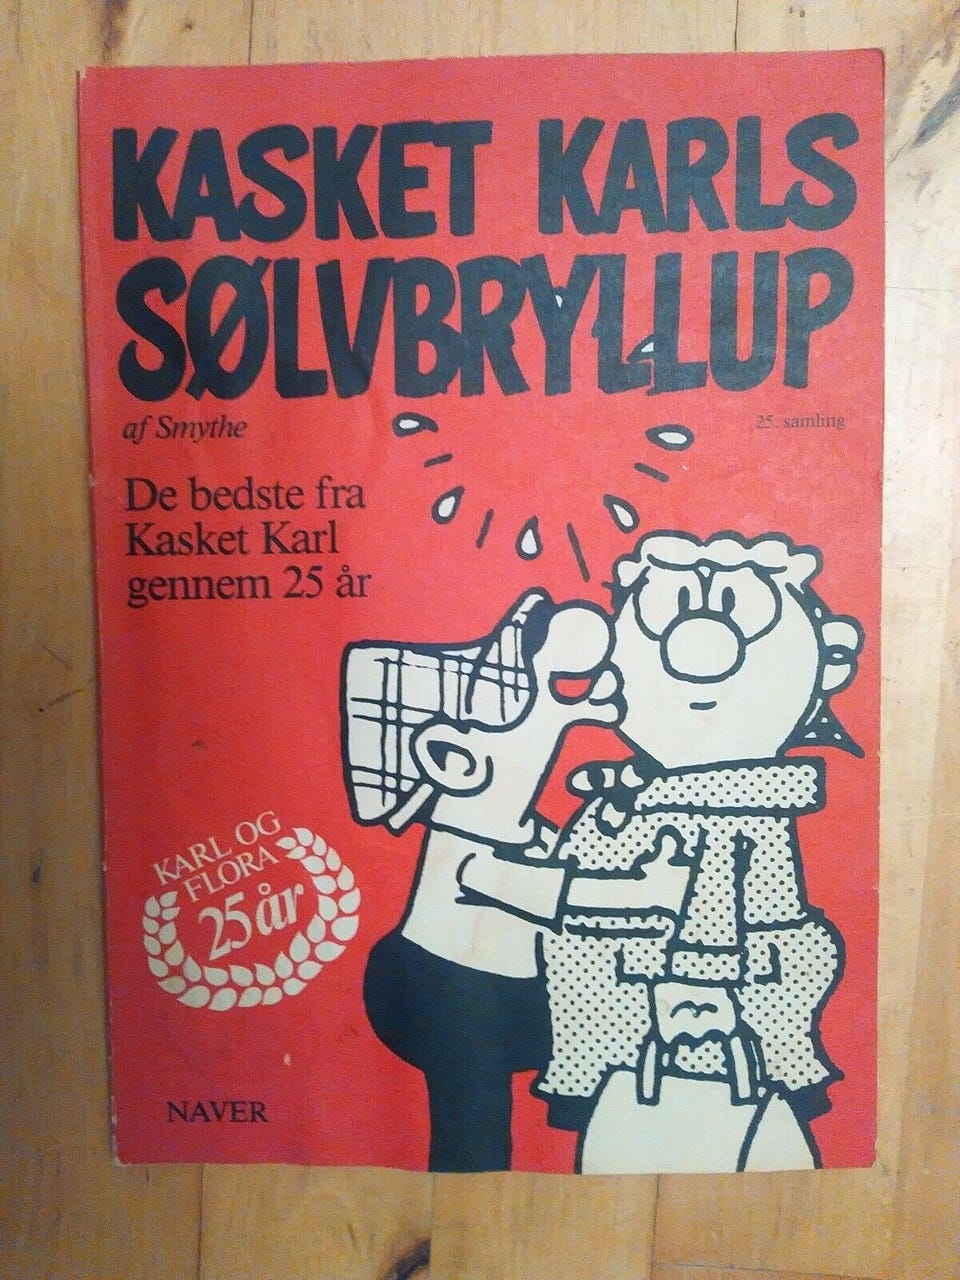 KASKET KARLS
SØLVBRYLLUP
af Smythe
25. samling
De bedste fra
Kasket Karl
gennem 25 år
KARL OG
FLORA
25 år
NAVER